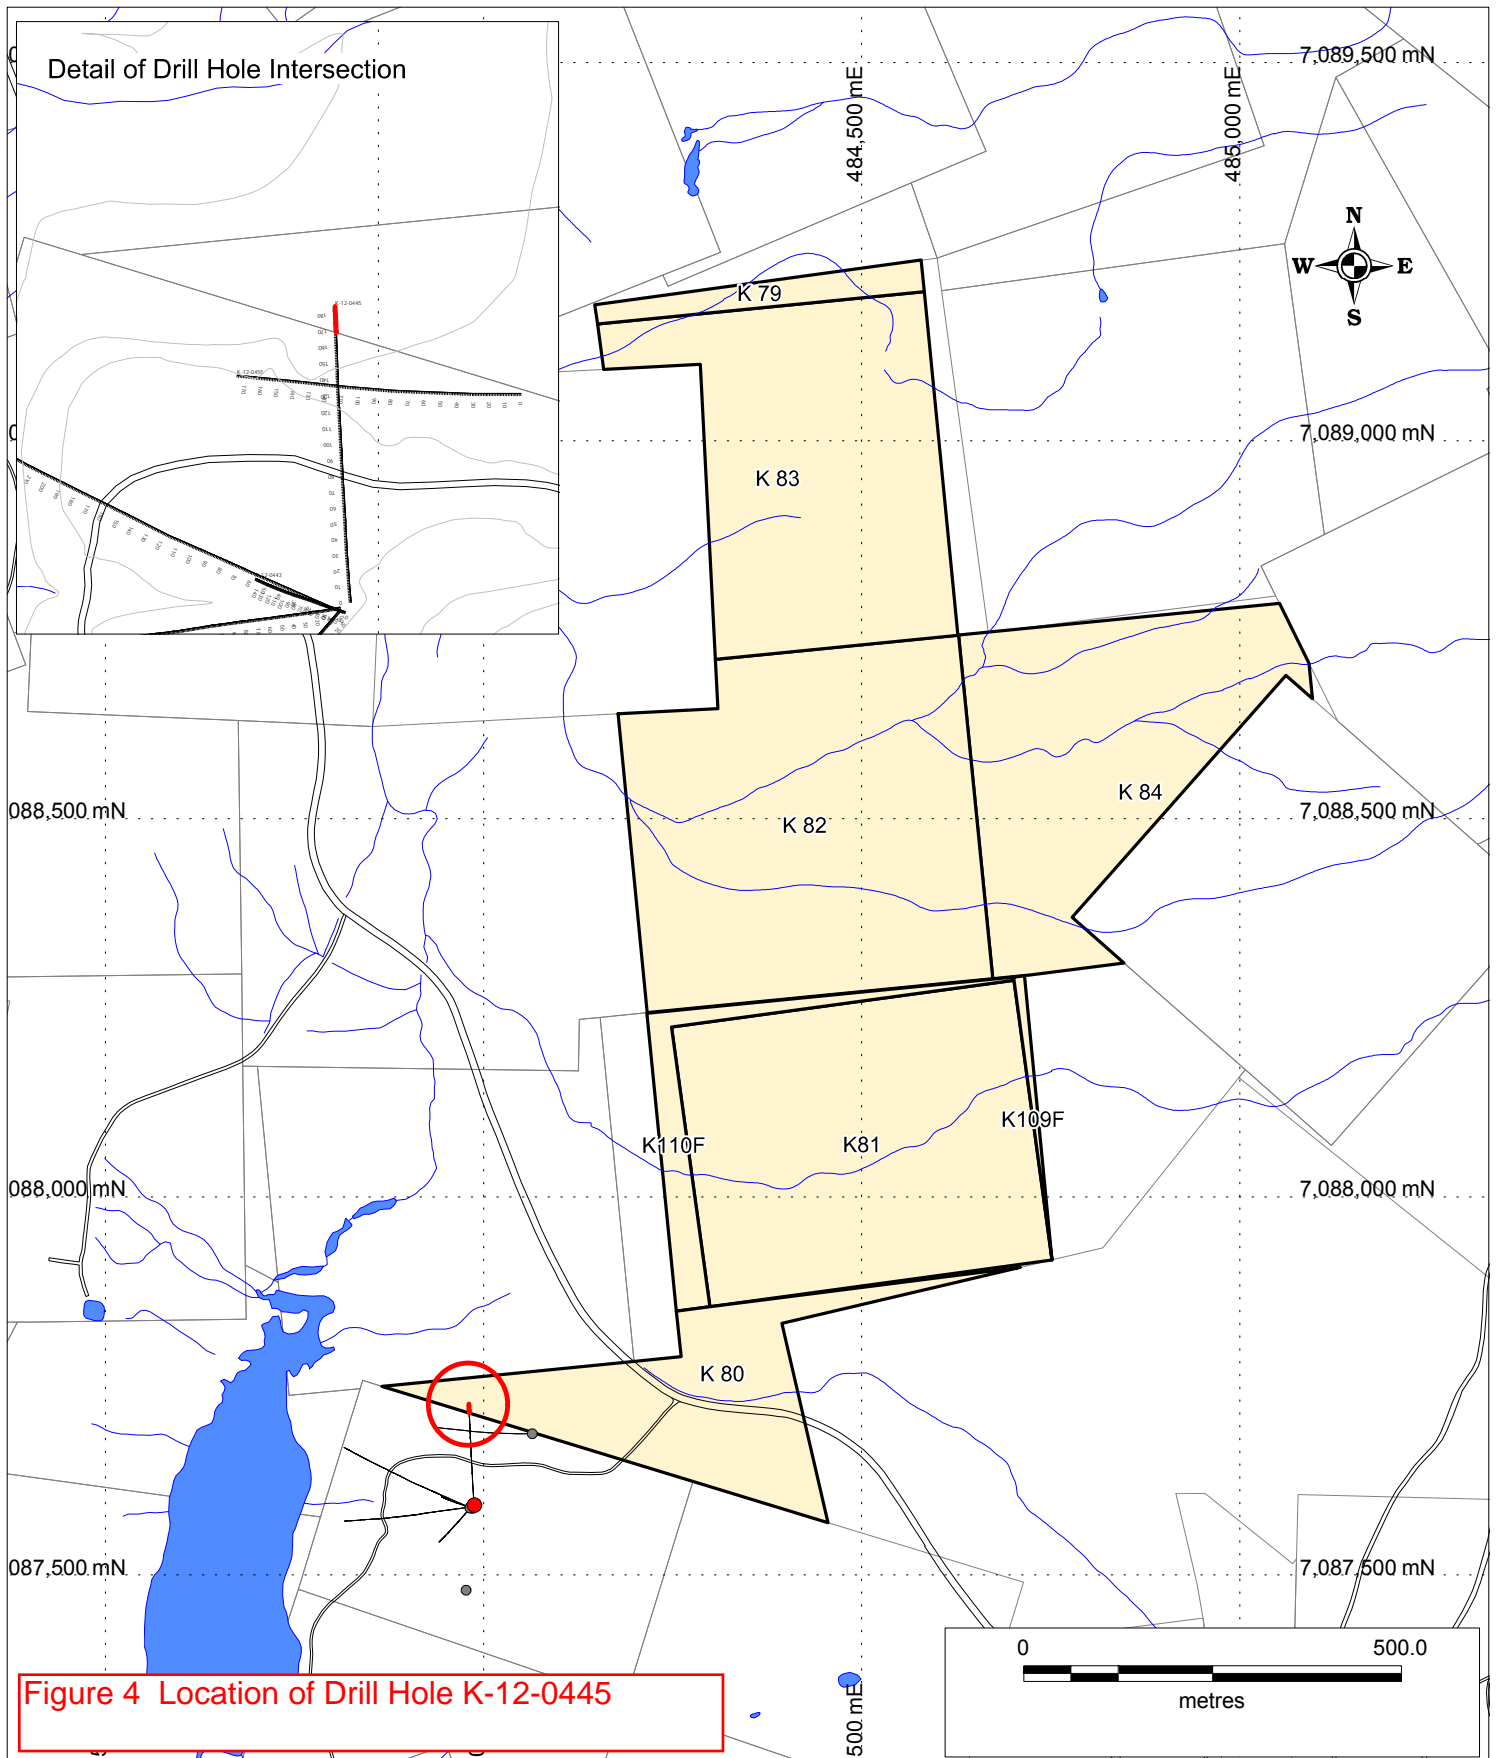 Detail of Drill Hole Intersection
7,089,500 mN
484,500 mE
485,000 mE
N
W E
S
K 79
K-12-0445
K-12-0455
7,089,000 mN
K 83
K 84
088,500 mN
K 82
7,088,500 mN
K110F
K81
K109F
088,000 mN
7,088,000 mN
K 80
087,500 mN
7,087,500 mN
0 500.0
metres
Figure 4 Location of Drill Hole K-12-0445
500 mE